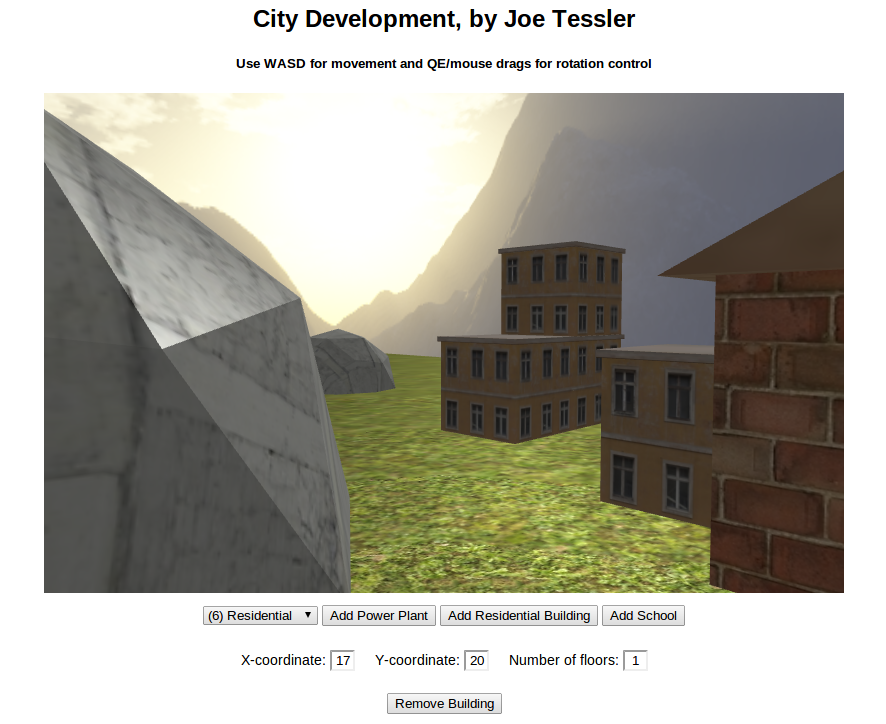 City Development, by Joe Tessler
Use WASD for movement and QE/mouse drags for rotation control
(6) Residential ▼ Add Power Plant Add Residential Building Add School
X-coordinate: 17 Y-coordinate: 20 Number of floors: 1
Remove Building